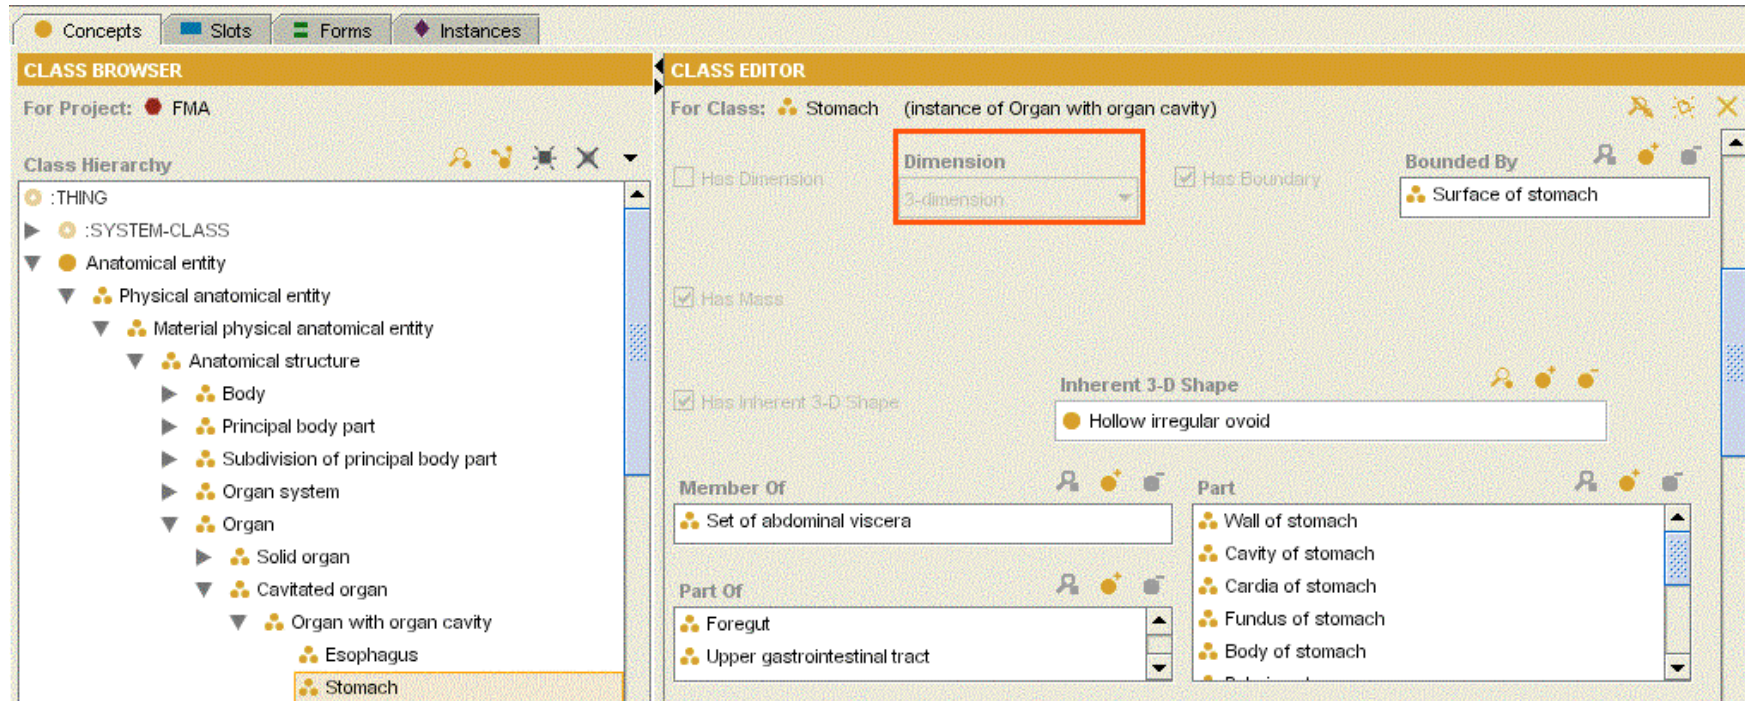 Concepts Slots Forms Instances
CLASS BROWSER
For Project: FMA
Class Hierarchy
:THING
:SYSTEM-CLASS
Anatomical entity
Physical anatomical entity
Material physical anatomical entity
Anatomical structure
Body
Principal body part
Subdivision of principal body part
Organ system
Organ
Solid organ
Cavitated organ
Organ with organ cavity
Esophagus
Stomach
CLASS EDITOR
For Class: Stomach (instance of Organ with organ cavity)
Has Dimension
Dimension
3-dimension
Has Boundary
Bounded By
Surface of stomach
Has Mass
Has Inherent 3-D Shape
Inherent 3-D Shape
Hollow irregular ovoid
Member Of
Set of abdominal viscera
Part Of
Foregut
Upper gastrointestinal tract
Part
Wall of stomach
Cavity of stomach
Cardia of stomach
Fundus of stomach
Body of stomach